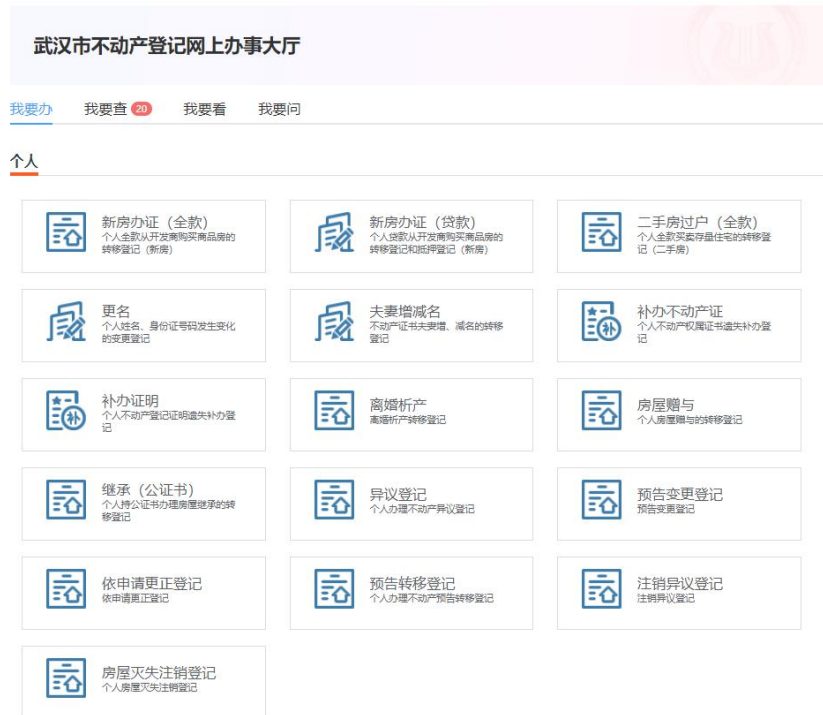 武汉市不动产登记网上办事大厅
我要办 我要查 20 我要看 我要问
个人
新房办证（全款）
个人全款从开发商购买商品房的
转移登记（新房）
新房办证（贷款）
个人贷款从开发商购买商品房的
转移登记和抵押登记（新房）
二手房过户（全款）
个人全款买卖存量住宅的转移登
记（二手房）
更名
个人姓名、身份证号码发生变化
的变更登记
夫妻增减名
不动产证书夫妻增、减名的转移
登记
补办不动产证
个人不动产权属证书遗失补办登
记
补办证明
个人不动产登记证明遗失补办登
记
离婚析产
离婚析产转移登记
房屋赠与
个人房屋赠与的转移登记
继承（公证书）
个人持公证书办理房屋继承的转
移登记
异议登记
个人办理不动产异议登记
预告变更登记
预告变更登记
依申请更正登记
依申请更正登记
预告转移登记
个人办理不动产预告转移登记
注销异议登记
注销异议登记
房屋灭失注销登记
个人房屋灭失注销登记